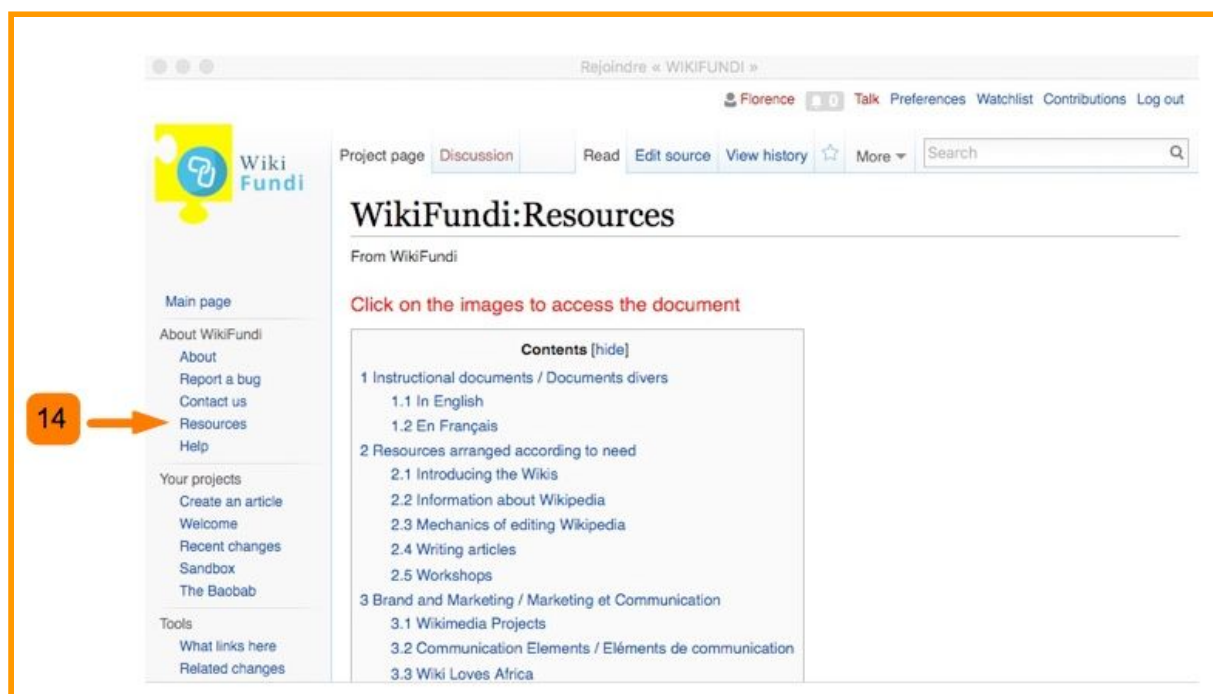 Rejoindre « WIKIFUNDI »
Florence 0 Talk Preferences Watchlist Contributions Log out
Wiki
Fundi
Project page Discussion Read Edit source View history More Search
WikiFundi:Resources
From WikiFundi
Click on the images to access the document
Main page
About WikiFundi
About
Report a bug
Contact us
14
Resources
Help
Your projects
Create an article
Welcome
Recent changes
Sandbox
The Baobab
Tools
What links here
Related changes
Contents [hide]
1 Instructional documents / Documents divers
1.1 In English
1.2 En Français
2 Resources arranged according to need
2.1 Introducing the Wikis
2.2 Information about Wikipedia
2.3 Mechanics of editing Wikipedia
2.4 Writing articles
2.5 Workshops
3 Brand and Marketing / Marketing et Communication
3.1 Wikimedia Projects
3.2 Communication Elements / Eléments de communication
3.3 Wiki Loves Africa